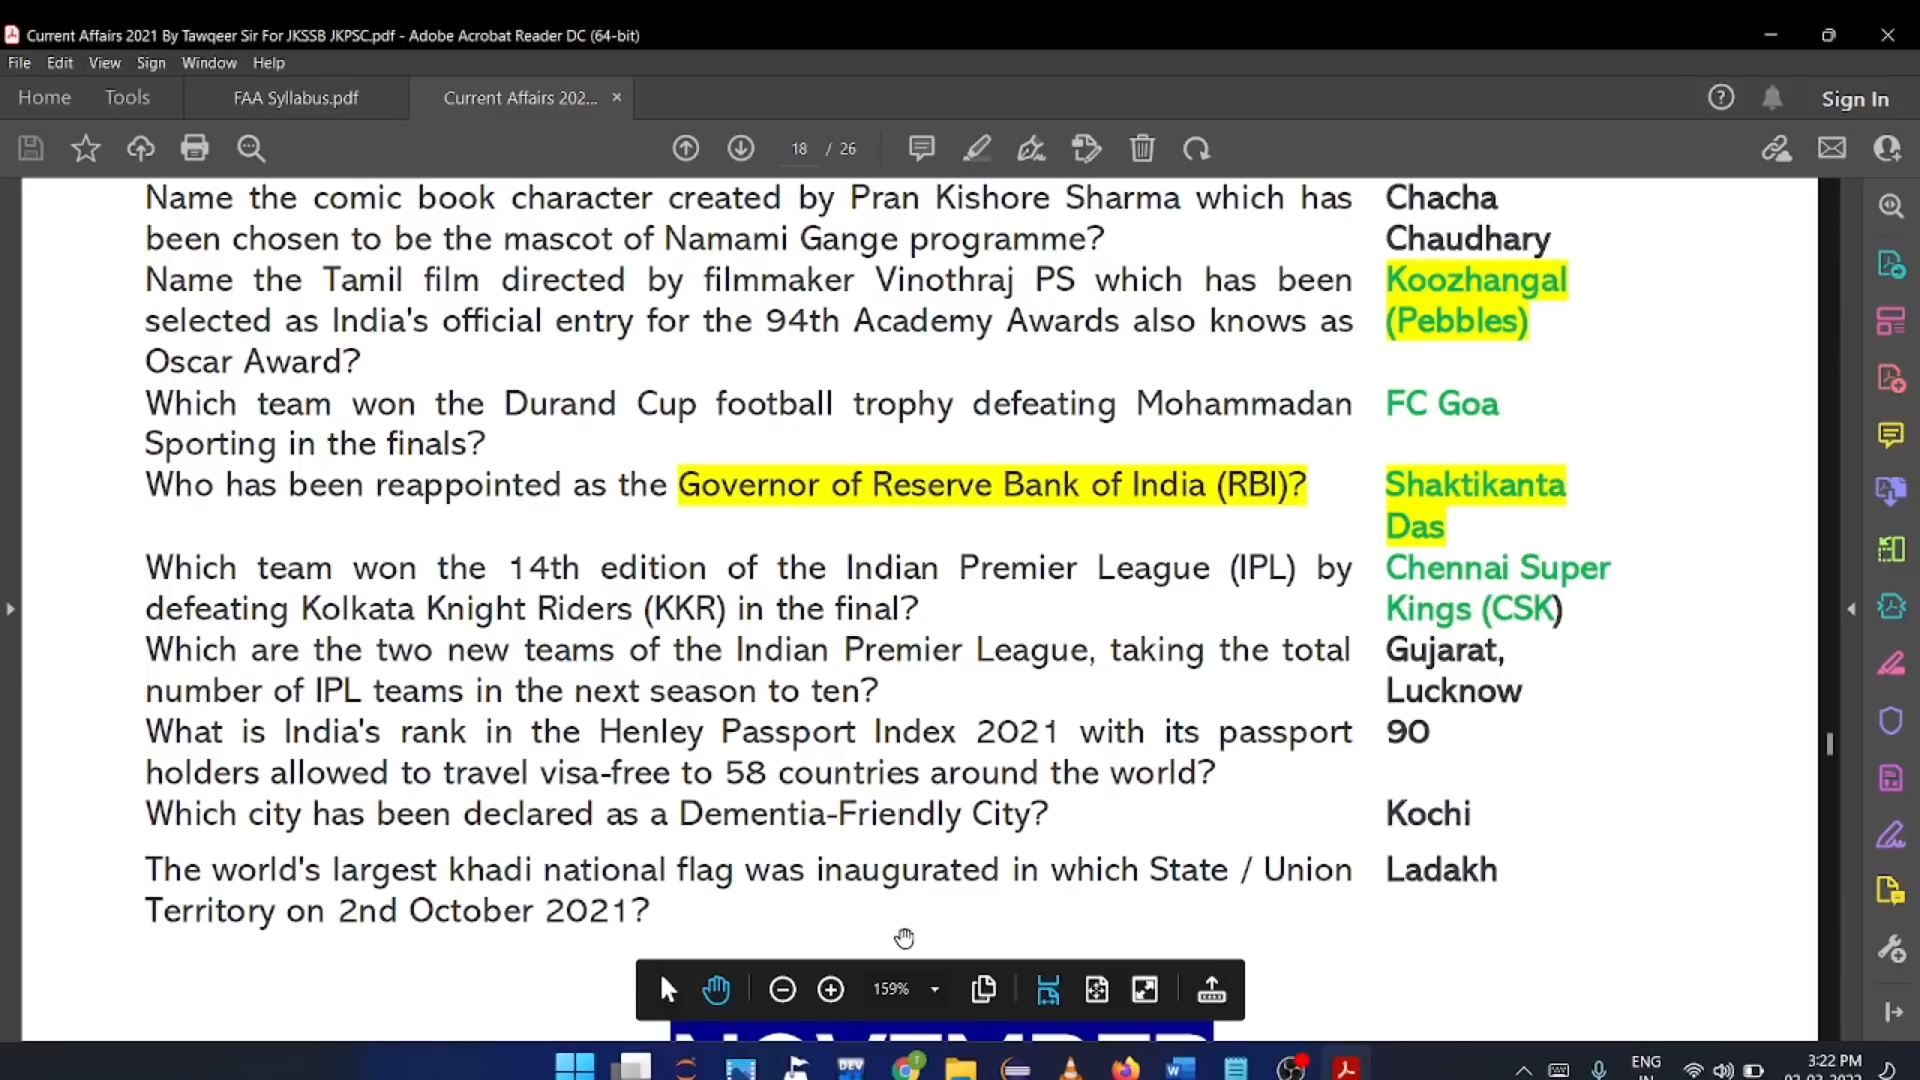 Current Affairs 2021 By Tawqeer Sir For JKSSB JKPSC.pdf - Adobe Acrobat Reader DC (64-bit)
File Edit View Sign Window Help
Home Tools FAA Syllabus.pdf Current Affairs 202... × Sign In
18 / 26
Name the comic book character created by Pran Kishore Sharma which has Chacha
been chosen to be the mascot of Namami Gange programme? Chaudhary
Name the Tamil film directed by filmmaker Vinothraj PS which has been Koozhangal
selected as India's official entry for the 94th Academy Awards also knows as (Pebbles)
Oscar Award?
Which team won the Durand Cup football trophy defeating Mohammadan FC Goa
Sporting in the finals?
Who has been reappointed as the Governor of Reserve Bank of India (RBI)? Shaktikanta
Das
Which team won the 14th edition of the Indian Premier League (IPL) by Chennai Super
defeating Kolkata Knight Riders (KKR) in the final? Kings (CSK)
Which are the two new teams of the Indian Premier League, taking the total Gujarat,
number of IPL teams in the next season to ten? Lucknow
What is India's rank in the Henley Passport Index 2021 with its passport 90
holders allowed to travel visa-free to 58 countries around the world?
Which city has been declared as a Dementia-Friendly City? Kochi
The world's largest khadi national flag was inaugurated in which State / Union Ladakh
Territory on 2nd October 2021?
159%
NOVEMBER
DEV
ENG
IN
3:22 PM